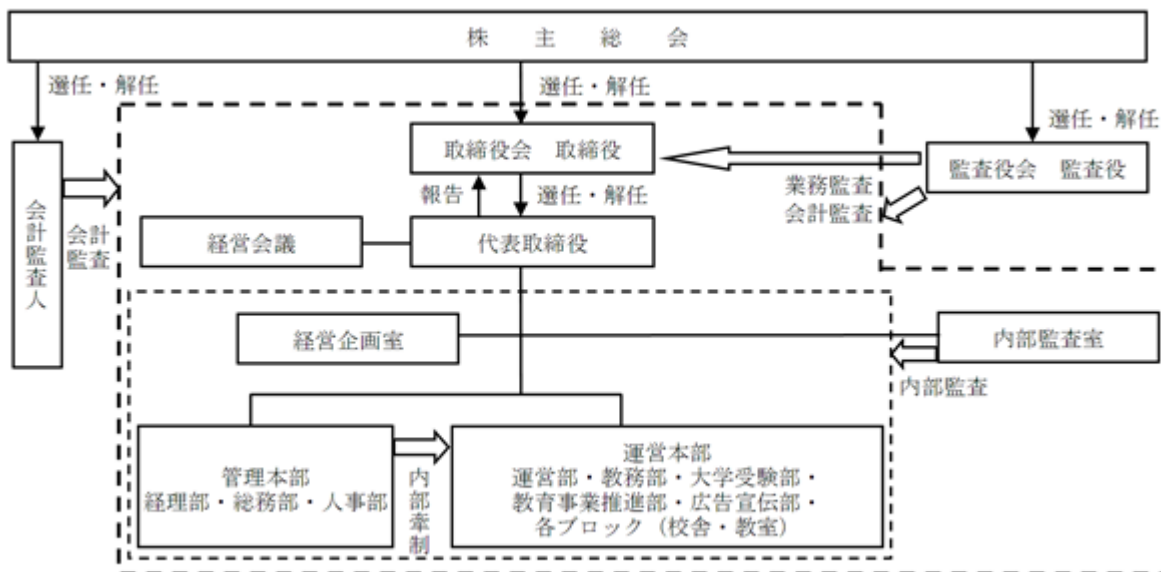 株 主 総 会
選任・解任
選任・解任
選任・解任
取締役会 取締役
監査役会 監査役
会計監査人
会計
監査
報告
選任・解任
業務監査
会計監査
経営会議
代表取締役
経営企画室
内部監査室
内部監査
管理本部
経理部・総務部・人事部
内部牽制
運営本部
運営部・教務部・大学受験部・
教育事業推進部・広告宣伝部・
各ブロック（校舎・教室）